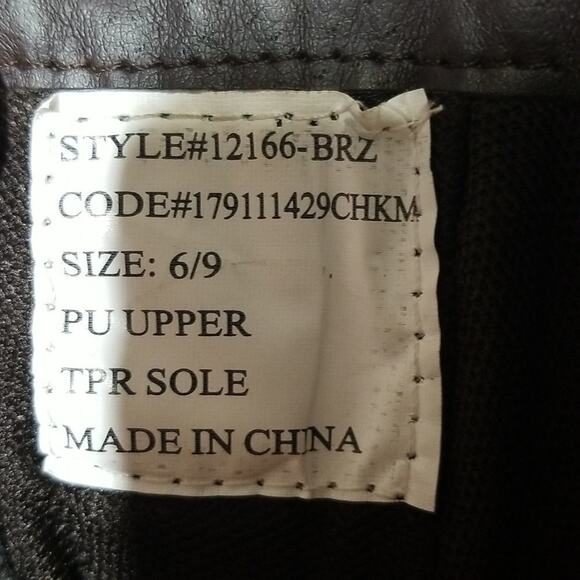 STYLE#12166-BRZ
CODE#179111429CHKM
SIZE: 6/9
PU UPPER
TPR SOLE
MADE IN CHINA